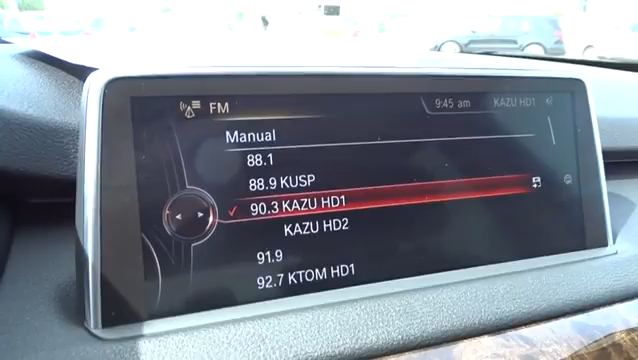 FM 9:45 am KAZU HD1
Manual
88.1
88.9 KUSP
90.3 KAZU HD1
KAZU HD2
91.9
92.7 KTOM HD1